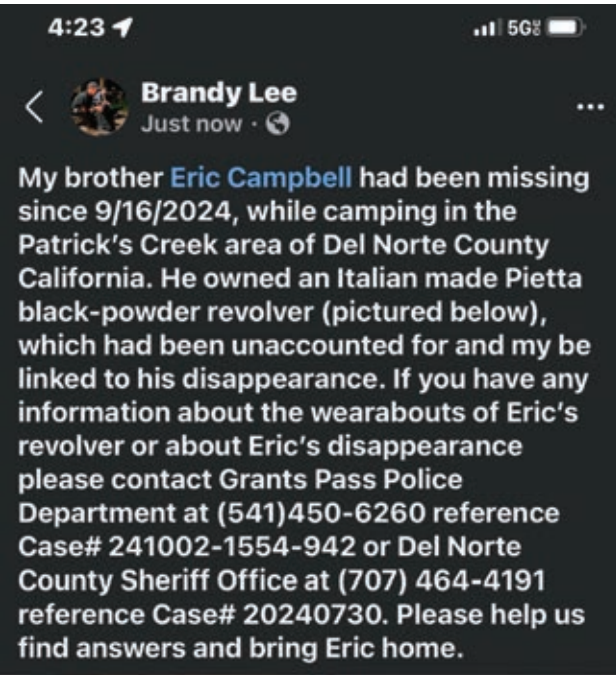 4:23
5G
Brandy Lee
Just now ·
...
My brother Eric Campbell had been missing
since 9/16/2024, while camping in the
Patrick's Creek area of Del Norte County
California. He owned an Italian made Pietta
black-powder revolver (pictured below),
which had been unaccounted for and my be
linked to his disappearance. If you have any
information about the wearabouts of Eric's
revolver or about Eric's disappearance
please contact Grants Pass Police
Department at (541)450-6260 reference
Case# 241002-1554-942 or Del Norte
County Sheriff Office at (707) 464-4191
reference Case# 20240730. Please help us
find answers and bring Eric home.